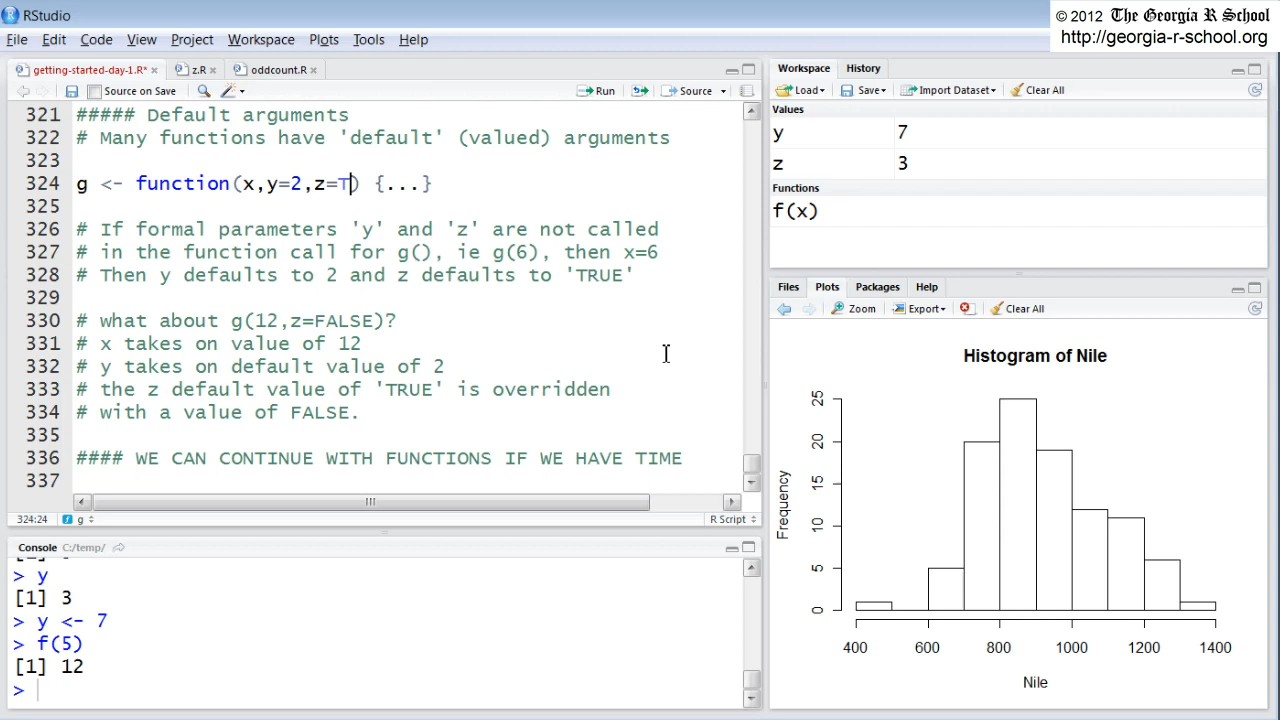 RStudio
© 2012 The Georgia R School
http://georgia-r-school.org
File Edit Code View Project Workspace Plots Tools Help
getting-started-day-1.R* z.R oddcount.R
Source on Save Run Source
321 ##### Default arguments
322 # Many functions have 'default' (valued) arguments
323
324 g <- function(x,y=2,z=T) {...}
325
326 # If formal parameters 'y' and 'z' are not called
327 # in the function call for g(), ie g(6), then x=6
328 # Then y defaults to 2 and z defaults to 'TRUE'
329
330 # what about g(12,z=FALSE)?
331 # x takes on value of 12
332 # y takes on default value of 2
333 # the z default value of 'TRUE' is overridden
334 # with a value of FALSE.
335
336 #### WE CAN CONTINUE WITH FUNCTIONS IF WE HAVE TIME
337
324:24 g R Script
Console C:/temp/
> y
[1] 3
> y <- 7
> f(5)
[1] 12
>
Workspace History
Load Save Import Dataset Clear All
Values
y 7
z 3
Functions
f(x)
Files Plots Packages Help
Zoom Export Clear All
Histogram of Nile
Frequency
25
20
15
10
5
0
400 600 800 1000 1200 1400
Nile